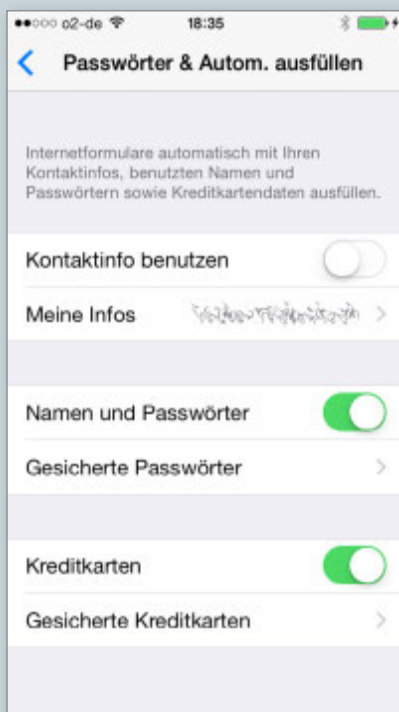 o2-de 18:35
Passwörter & Autom. ausfüllen
Internetformulare automatisch mit Ihren
Kontaktinfos, benutzten Namen und
Passwörtern sowie Kreditkartendaten ausfüllen.
Kontaktinfo benutzen
Meine Infos
Namen und Passwörter
Gesicherte Passwörter
Kreditkarten
Gesicherte Kreditkarten